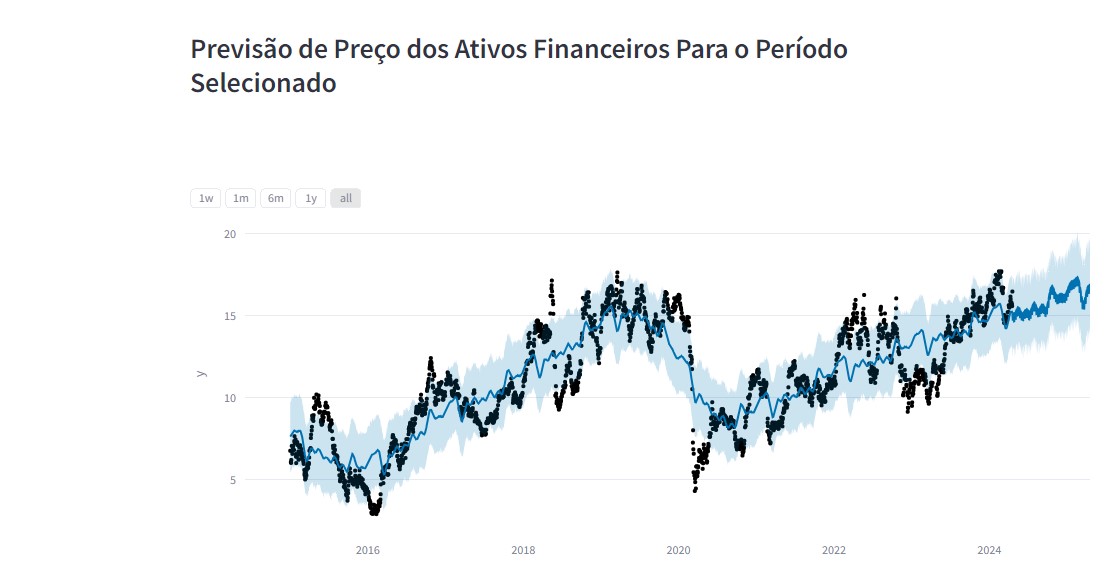 Previsão de Preço dos Ativos Financeiros Para o Período
Selecionado
1w 1m 6m 1y all
20
15
y
10
5
2016 2018 2020 2022 2024